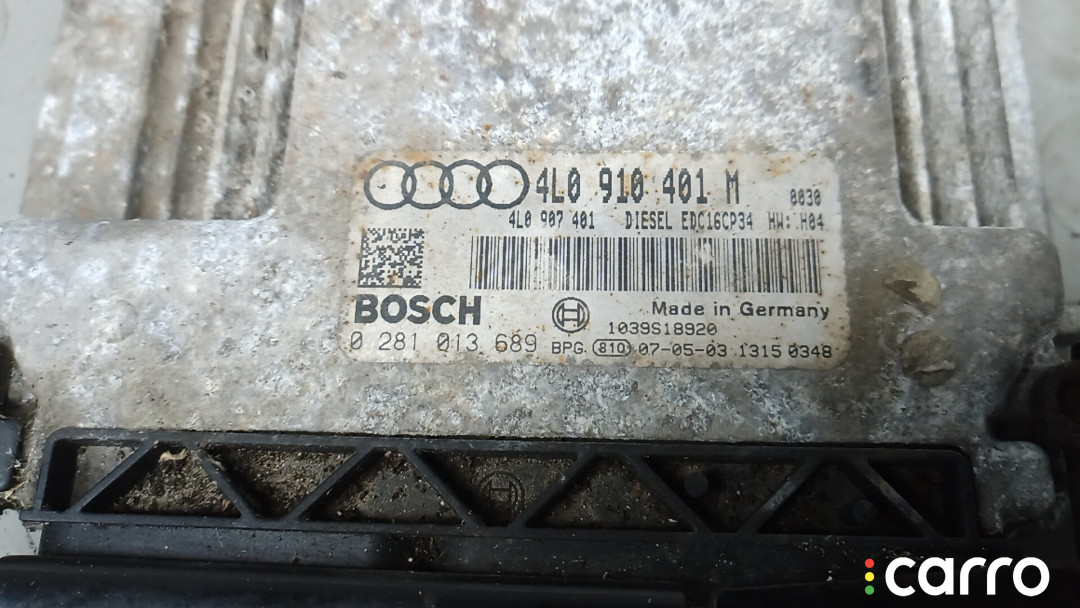 4L0 910 401 M 0030
4L0 907 401 DIESEL EDC16CP34 HW: H04
BOSCH
Made in Germany
1039S18920
0 281 013 689 BPG. 810 07-05-03 1315 0348
carro